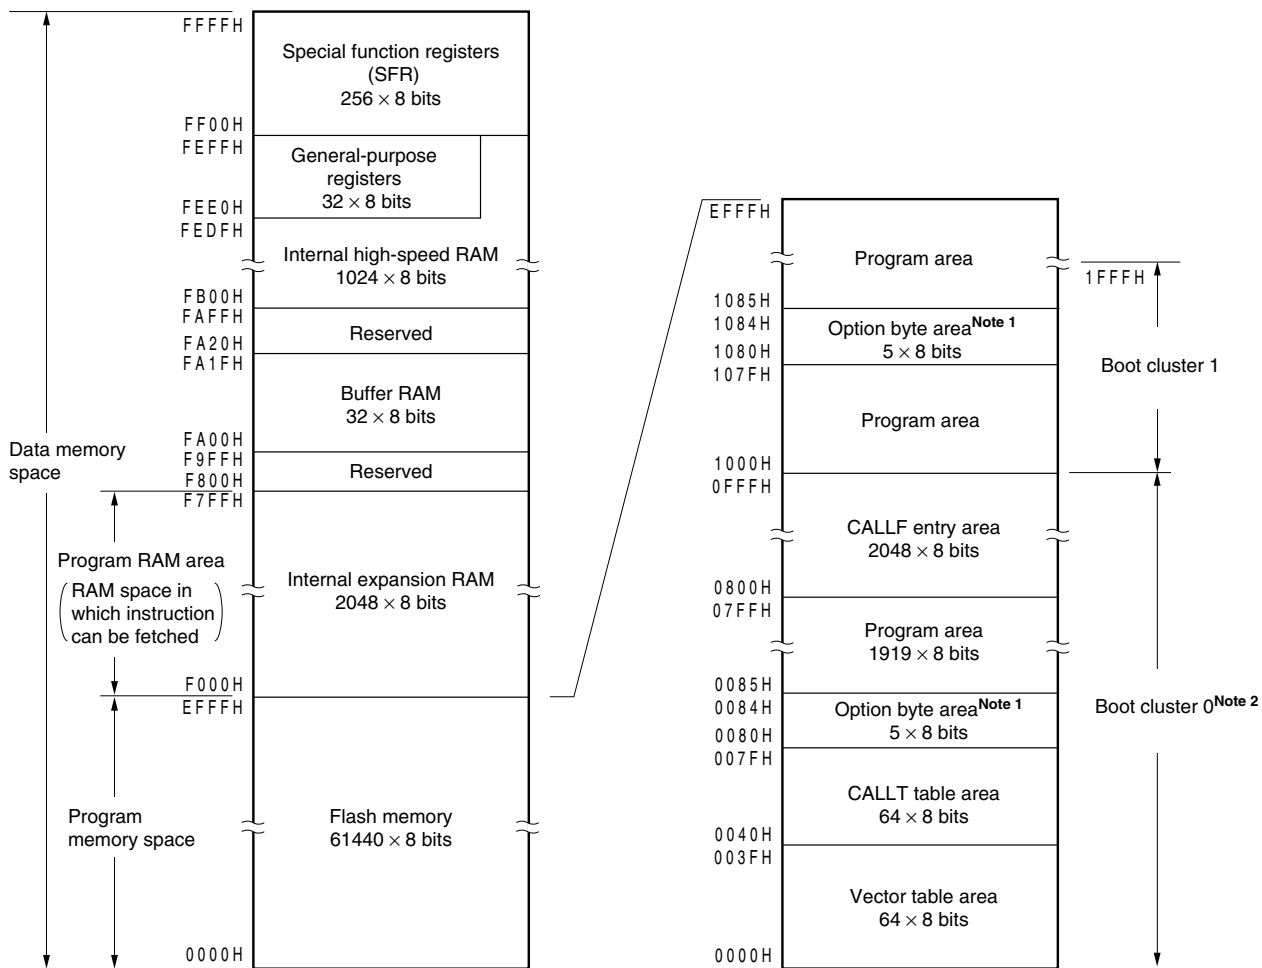 FFFFH
Special function registers
(SFR)
256 × 8 bits
FF00H
FEFFH
General-purpose
registers
32 × 8 bits
FEE0H
FEDFH
Internal high-speed RAM
1024 × 8 bits
FB00H
FAFFH
Reserved
FA20H
FA1FH
Buffer RAM
32 × 8 bits
FA00H
F9FFH
Reserved
F800H
F7FFH
Data memory
space
Program RAM area
RAM space in
which instruction
can be fetched
Internal expansion RAM
2048 × 8 bits
F000H
EFFFH
Program
memory space
Flash memory
61440 × 8 bits
0000H
EFFFH
Program area
1FFFH
1085H
1084H
Option byte area Note 1
5 × 8 bits
1080H
107FH
Boot cluster 1
Program area
1000H
0FFFH
CALLF entry area
2048 × 8 bits
0800H
07FFH
Program area
1919 × 8 bits
0085H
0084H
Option byte area Note 1
5 × 8 bits
Boot cluster 0 Note 2
0080H
007FH
CALLT table area
64 × 8 bits
0040H
003FH
Vector table area
64 × 8 bits
0000H